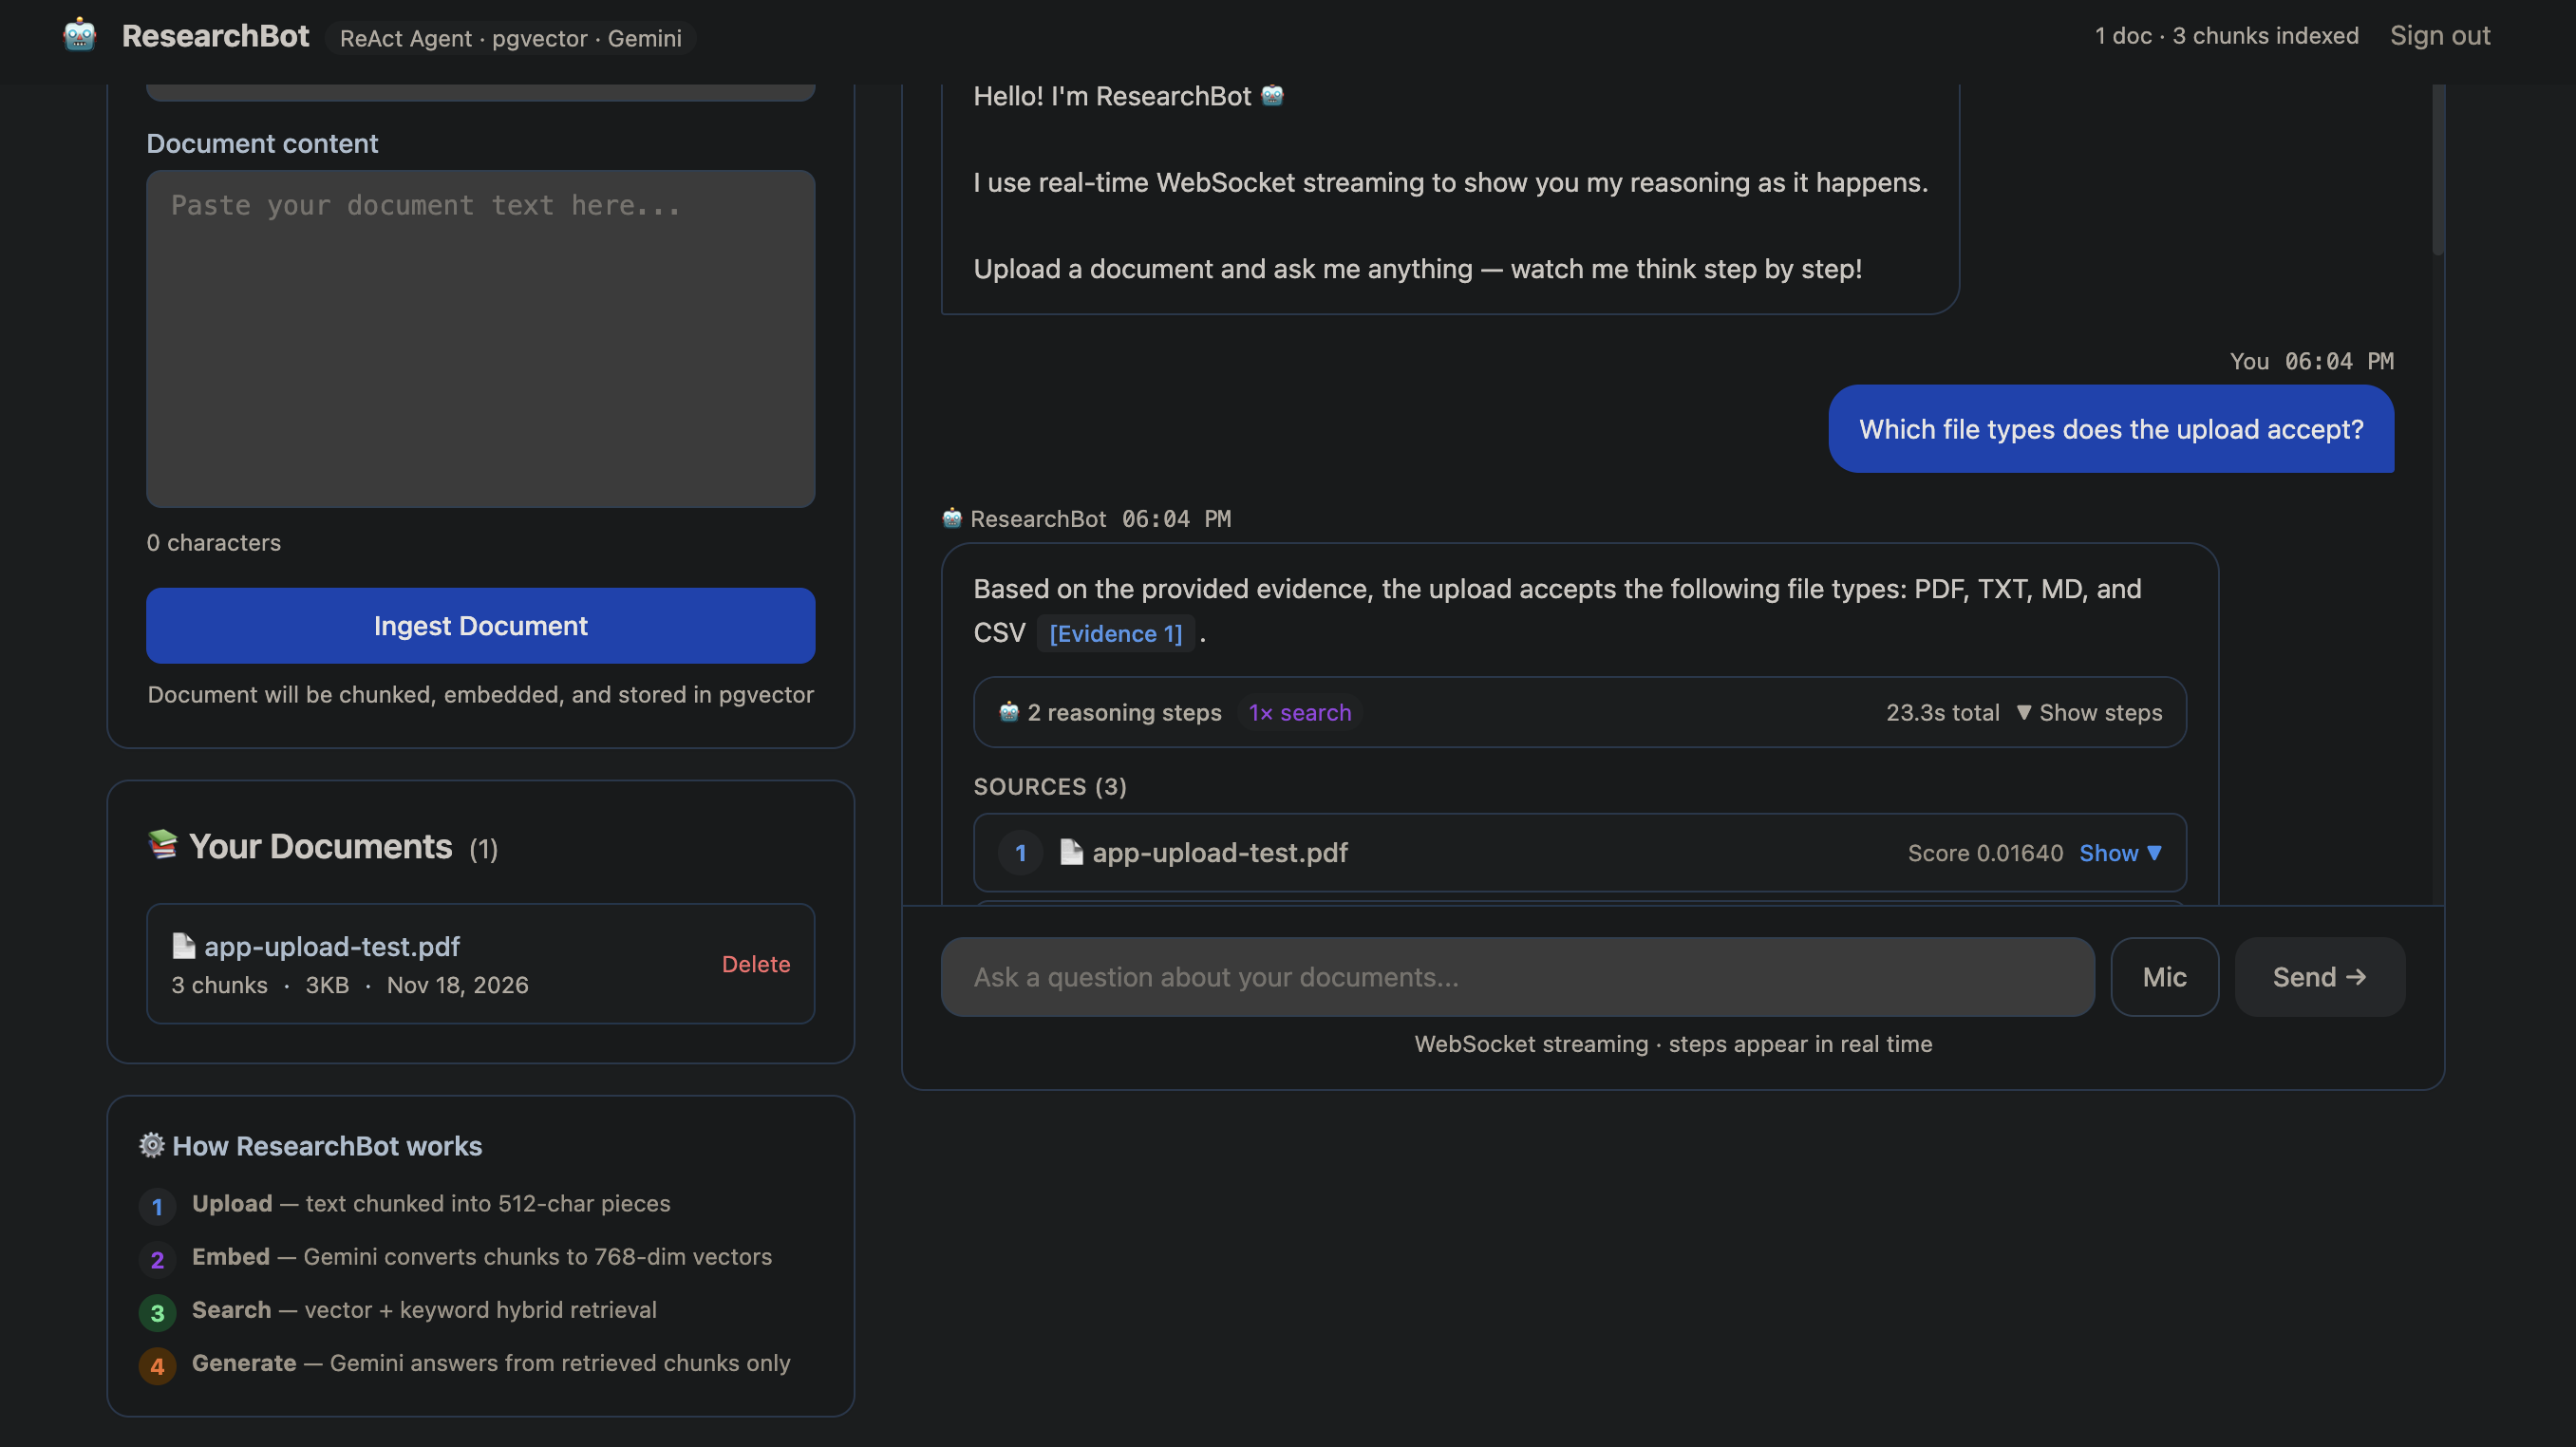 ResearchBot
ReAct Agent · pgvector · Gemini
1 doc · 3 chunks indexed
Sign out
Document content
Paste your document text here...
0 characters
Ingest Document
Document will be chunked, embedded, and stored in pgvector
Your Documents (1)
app-upload-test.pdf
3 chunks · 3KB · Nov 18, 2026
Delete
How ResearchBot works
1 Upload — text chunked into 512-char pieces
2 Embed — Gemini converts chunks to 768-dim vectors
3 Search — vector + keyword hybrid retrieval
4 Generate — Gemini answers from retrieved chunks only
Hello! I'm ResearchBot
I use real-time WebSocket streaming to show you my reasoning as it happens.
Upload a document and ask me anything — watch me think step by step!
You 06:04 PM
Which file types does the upload accept?
ResearchBot 06:04 PM
Based on the provided evidence, the upload accepts the following file types: PDF, TXT, MD, and
CSV [Evidence 1] .
2 reasoning steps 1× search 23.3s total ▼ Show steps
SOURCES (3)
1 app-upload-test.pdf Score 0.01640 Show ▼
Ask a question about your documents...
Mic
Send →
WebSocket streaming · steps appear in real time